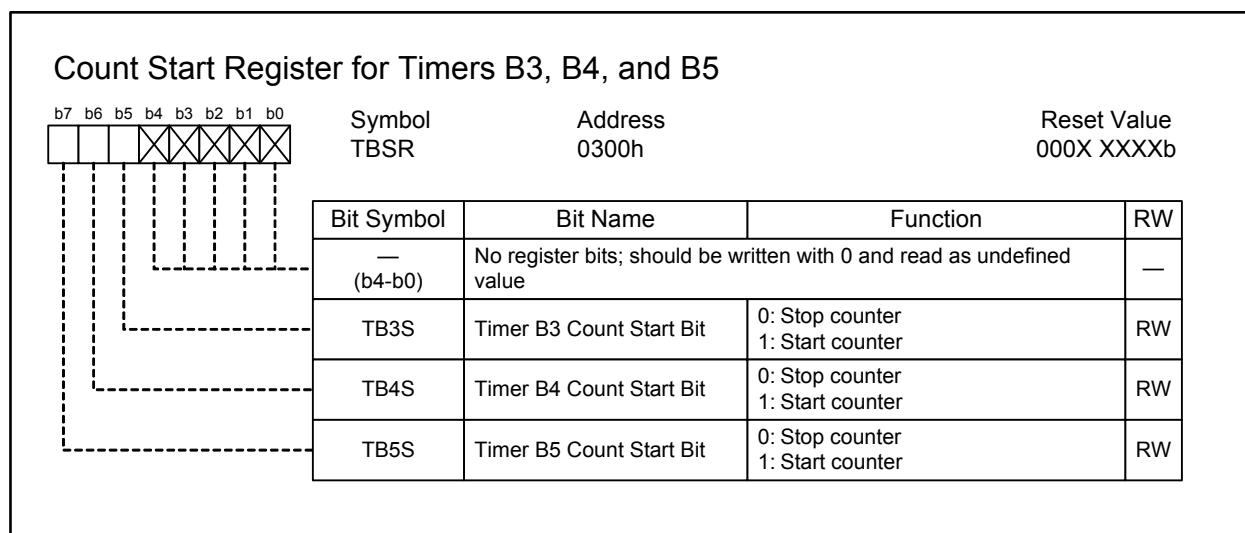 Count Start Register for Timers B3, B4, and B5
b7 b6 b5 b4 b3 b2 b1 b0
Symbol Address Reset Value
TBSR 0300h 000X XXXXb
Bit Symbol Bit Name Function RW
—
(b4-b0)
No register bits; should be written with 0 and read as undefined
value
—
TB3S Timer B3 Count Start Bit
0: Stop counter
1: Start counter
RW
TB4S Timer B4 Count Start Bit
0: Stop counter
1: Start counter
RW
TB5S Timer B5 Count Start Bit
0: Stop counter
1: Start counter
RW